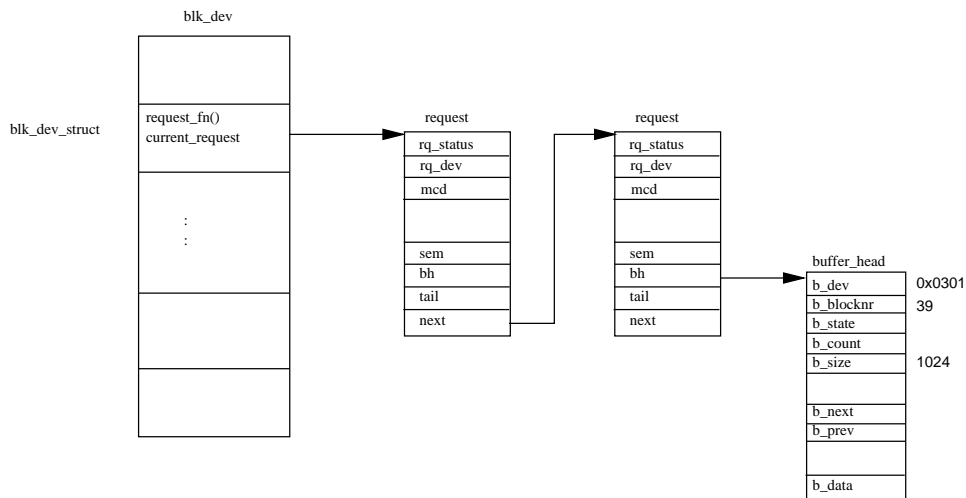 blk_dev
blk_dev_struct
request_fn()
current_request
:
:
request
rq_status
rq_dev
mcd
sem
bh
tail
next
request
rq_status
rq_dev
mcd
sem
bh
tail
next
buffer_head
b_dev 0x0301
b_blocknr 39
b_state
b_count
b_size 1024
b_next
b_prev
b_data